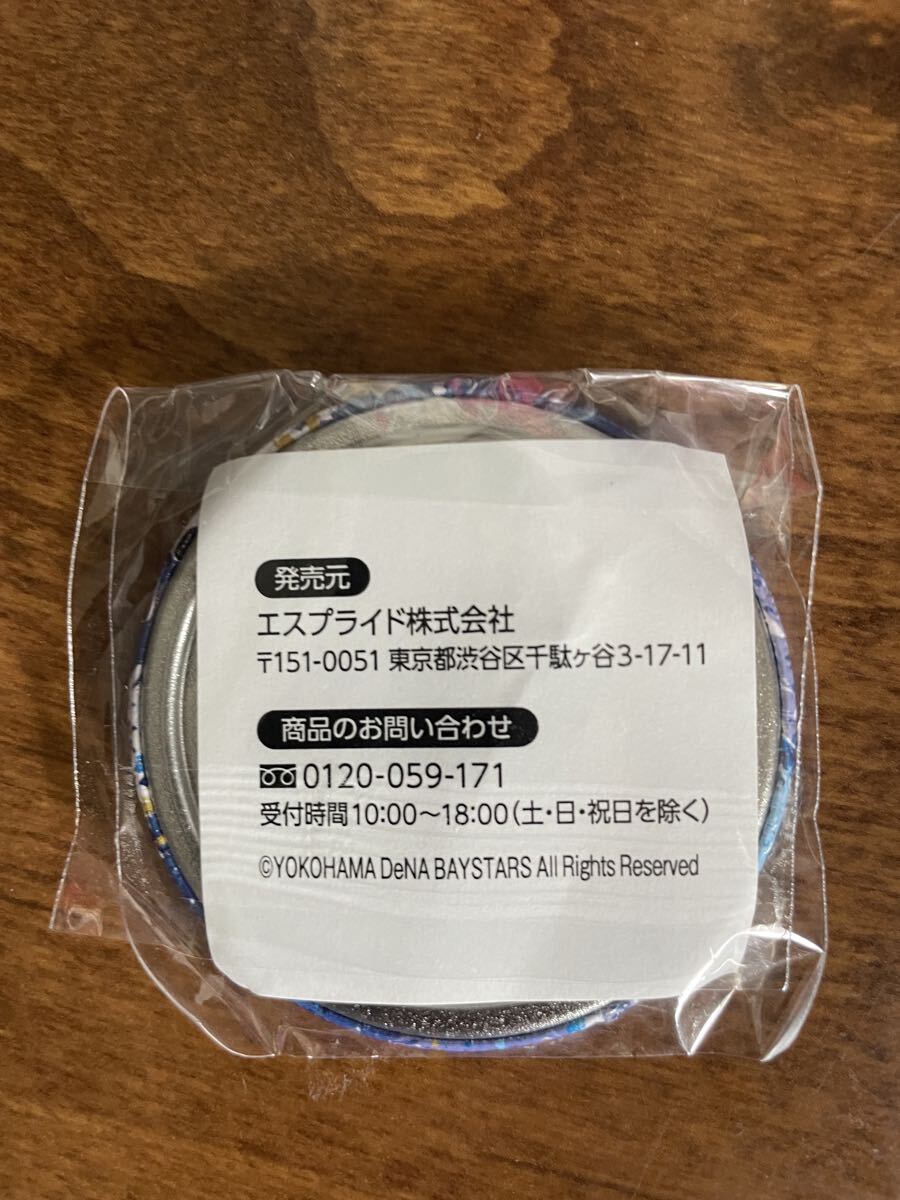 発売元
エスプライド株式会社
〒151-0051 東京都渋谷区千駄ヶ谷3-17-11
商品のお問い合わせ
0120-059-171
受付時間10:00〜18:00(土・日・祝日を除く)
©YOKOHAMA DeNA BAYSTARS All Rights Reserved